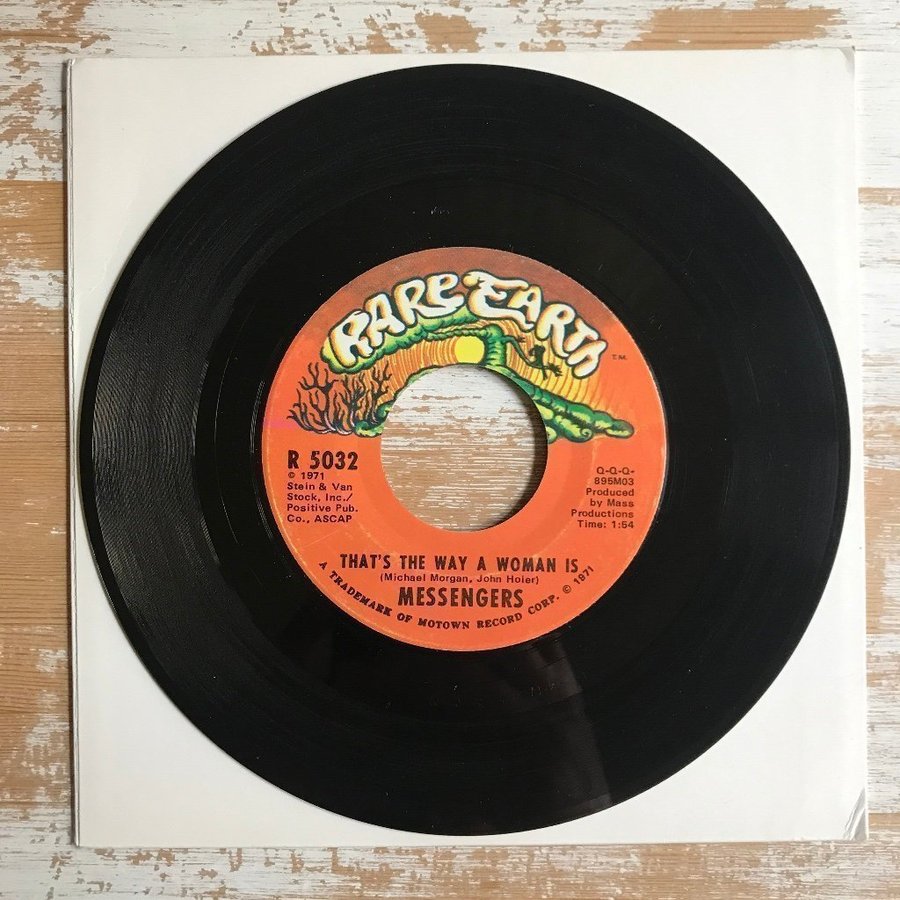 RARE EARTH
T.M.
R 5032
© 1971
Stein & Van
Stock, Inc./
Positive Pub.
Co., ASCAP
Q-Q-Q-
895M03
Produced
by Mass
Productions
Time: 1:54
THAT'S THE WAY A WOMAN IS
(Michael Morgan, John Hoier)
MESSENGERS
A TRADEMARK OF MOTOWN RECORD CORP. © 1971